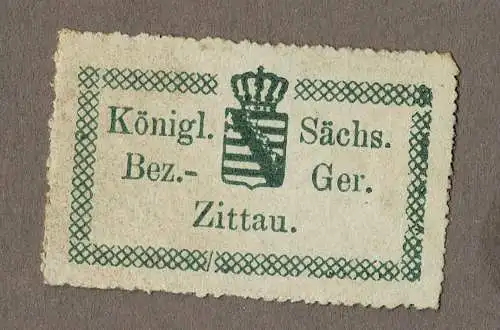 Königl. Sächs.
Bez.- Ger.
Zittau.